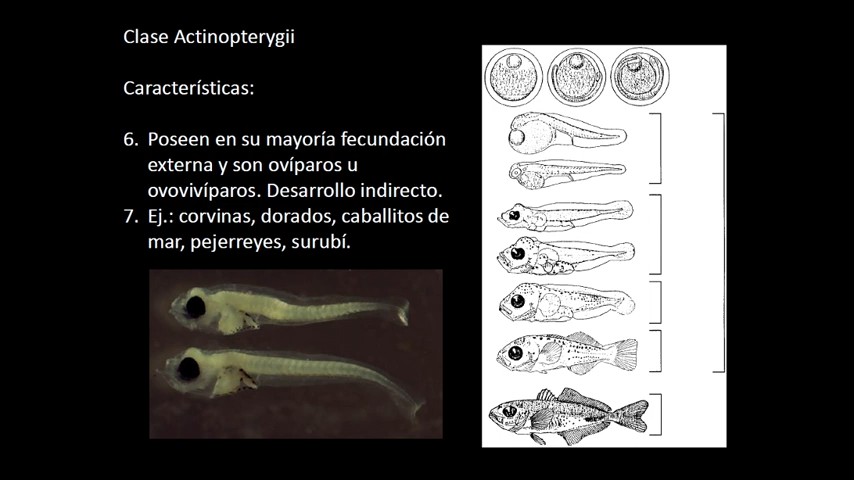 Clase Actinopterygii
Características:
6. Poseen en su mayoría fecundación
externa y son ovíparos u
ovovivíparos. Desarrollo indirecto.
7. Ej.: corvinas, dorados, caballitos de
mar, pejerreyes, surubí.